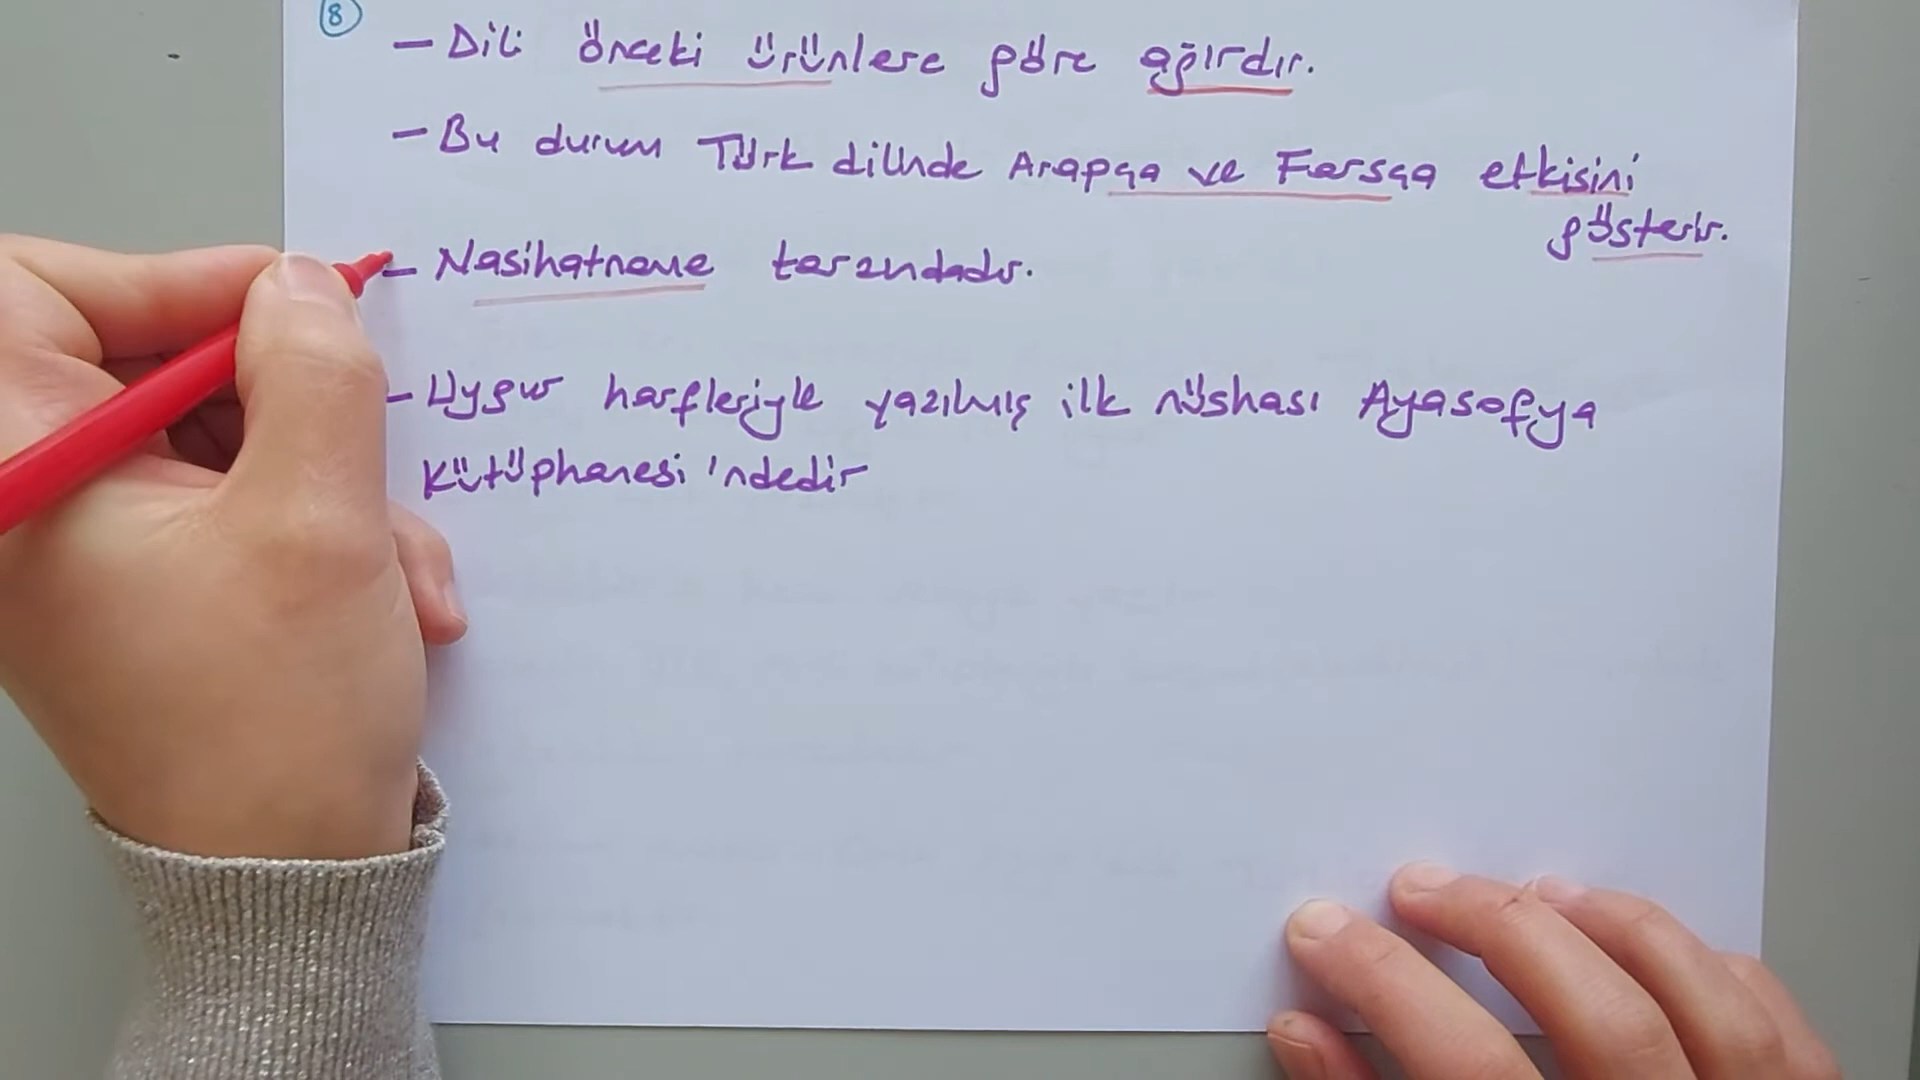 8
- Dili önceki ürünlere göre ağırdır.
- Bu durum Türk dilinde Arapça ve Farsça etkisini
gösterir.
- Nasihatname tarzındadır.
- Uygur harfleriyle yazılmış ilk nüshası Ayasofya
Kütüphanesi'ndedir